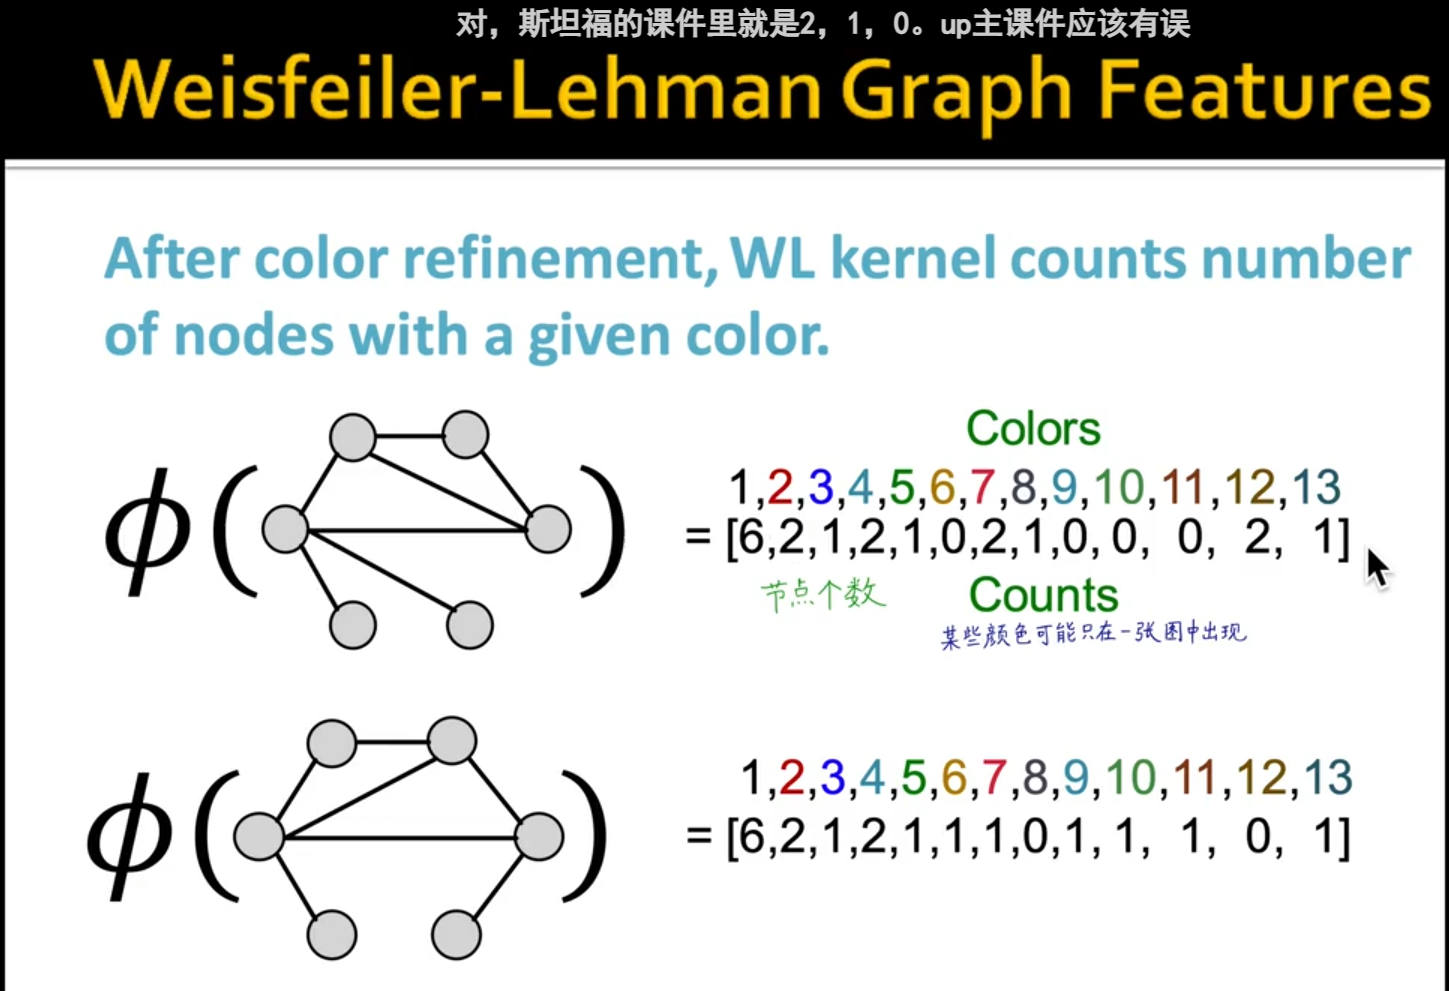 对，斯坦福的课件里就是2，1，0。up主课件应该有误
Weisfeiler-Lehman Graph Features
After color refinement, WL kernel counts number
of nodes with a given color.
Colors
1,2,3,4,5,6,7,8,9,10,11,12,13
ϕ( ) = [6,2,1,2,1,0,2,1,0, 0, 0, 2, 1]
节点个数 Counts
某些颜色可能只在一张图中出现
1,2,3,4,5,6,7,8,9,10,11,12,13
ϕ( ) = [6,2,1,2,1,1,1,0,1, 1, 1, 0, 1]